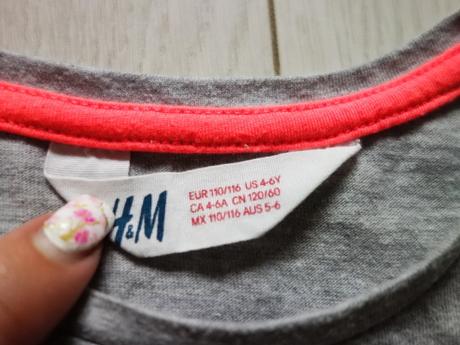 H&M
EUR 110/116 US 4-6Y
CA 4-6A CN 120/60
MX 110/116 AUS 5-6